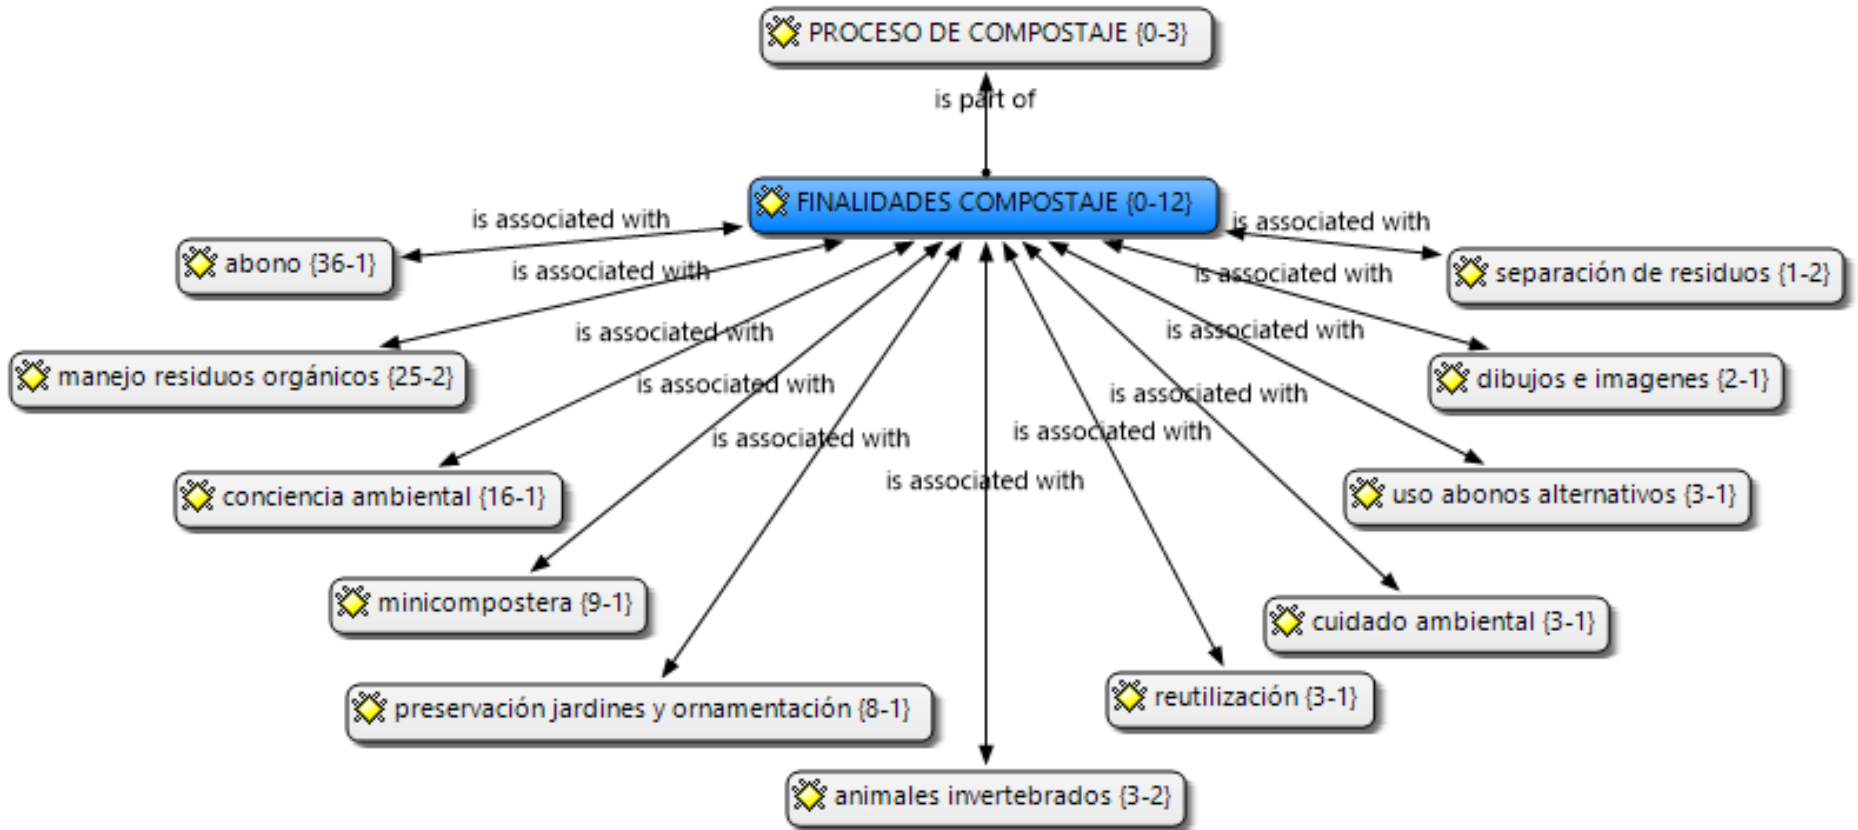 PROCESO DE COMPOSTAJE {0-3}
is part of
FINALIDADES COMPOSTAJE {0-12}
is associated with
is associated with
abono {36-1}
is associated with
is associated with
separación de residuos {1-2}
is associated with
is associated with
manejo residuos orgánicos {25-2}
dibujos e imagenes {2-1}
is associated with
is associated with
is associated with
is associated with
is associated with
conciencia ambiental {16-1}
uso abonos alternativos {3-1}
minicompostera {9-1}
cuidado ambiental {3-1}
preservación jardines y ornamentación {8-1}
reutilización {3-1}
animales invertebrados {3-2}